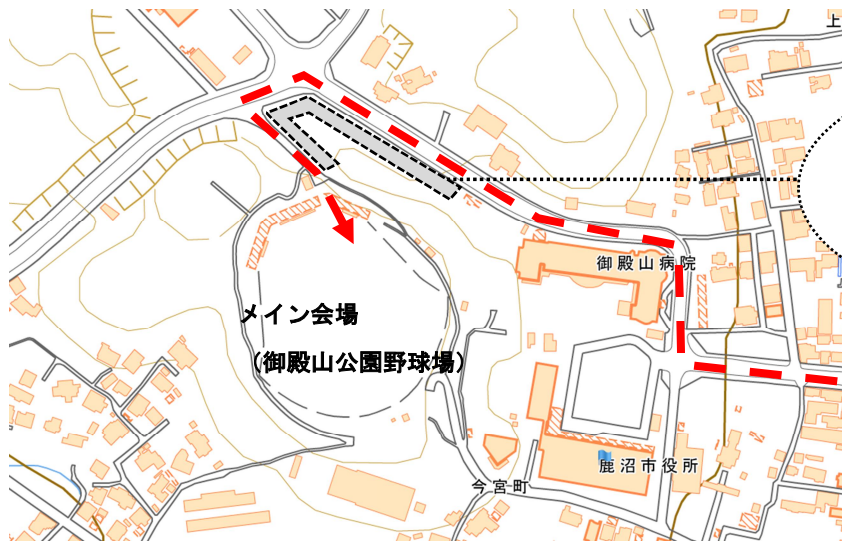 上
御殿山病院
メイン会場
（御殿山公園野球場）
鹿沼市役所
今宮町